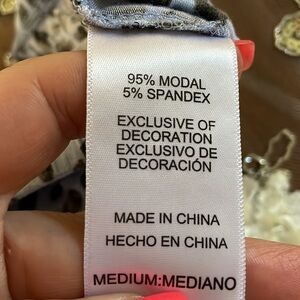 95% MODAL
5% SPANDEX
EXCLUSIVE OF
DECORATION
EXCLUSIVO DE
DECORACIÓN
MADE IN CHINA
HECHO EN CHINA
MEDIUM:MEDIANO